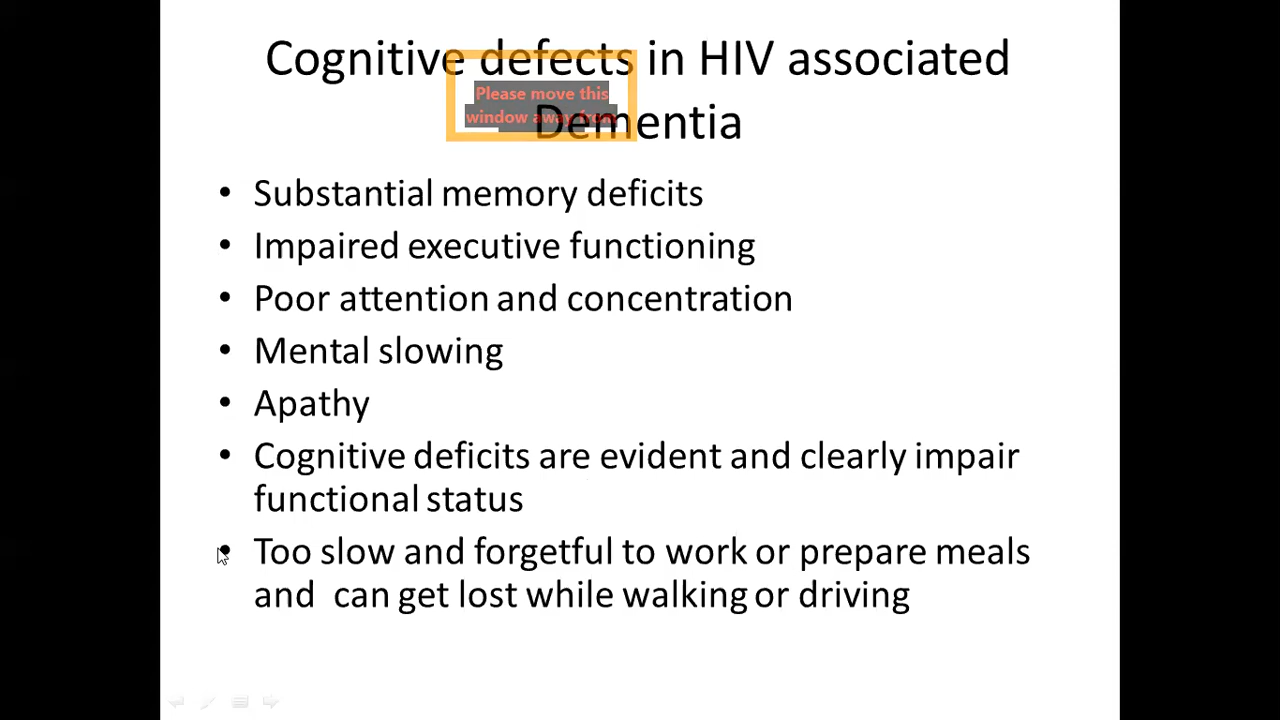 Cognitive defects in HIV associated
Dementia
Please move this
window away from
• Substantial memory deficits
• Impaired executive functioning
• Poor attention and concentration
• Mental slowing
• Apathy
• Cognitive deficits are evident and clearly impair
functional status
• Too slow and forgetful to work or prepare meals
and can get lost while walking or driving